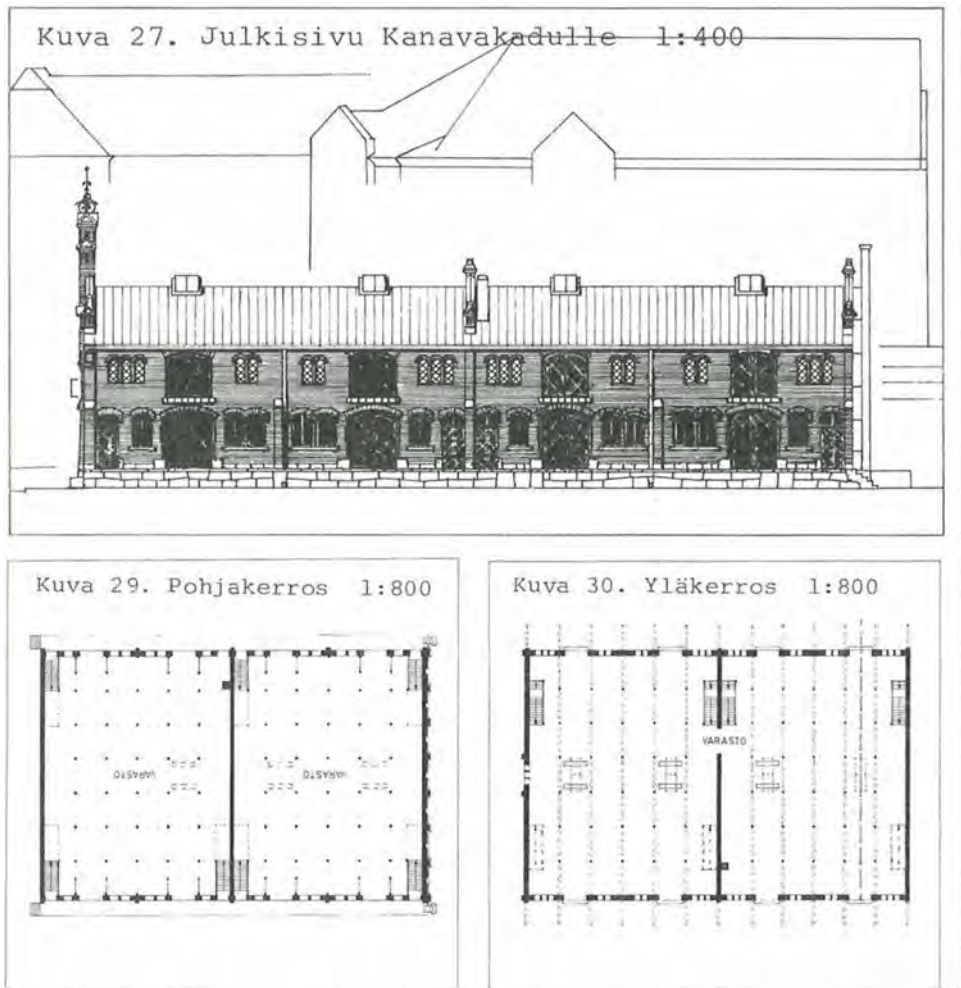 Kuva 27. Julkisivu Kanavakadulle 1:400
Kuva 29. Pohjakerros 1:800
VARASTO
VARASTO
Kuva 30. Yläkerros 1:800
VARASTO